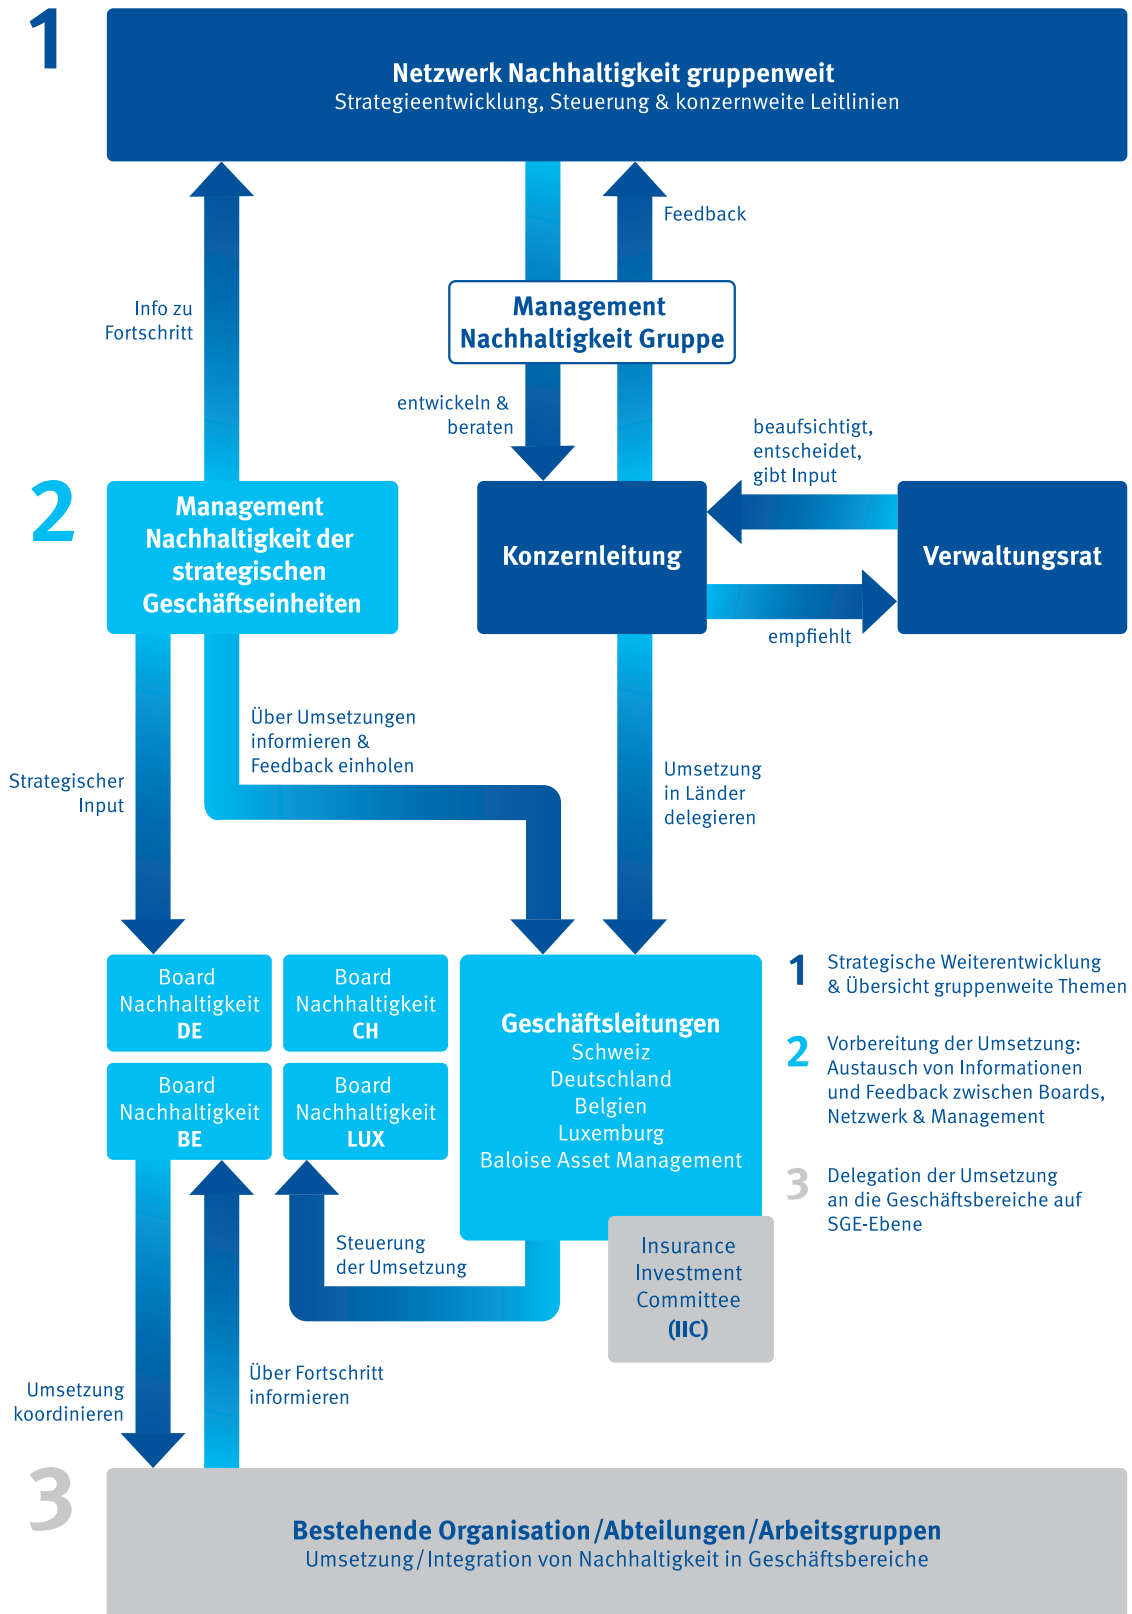 1
Netzwerk Nachhaltigkeit gruppenweit
Strategieentwicklung, Steuerung & konzernweite Leitlinien
Feedback
Info zu
Fortschritt
Management
Nachhaltigkeit Gruppe
entwickeln &
beraten
beaufsichtigt,
entscheidet,
gibt Input
2
Management
Nachhaltigkeit der
strategischen
Geschäftseinheiten
Konzernleitung
Verwaltungsrat
empfiehlt
Über Umsetzungen
informieren &
Feedback einholen
Strategischer
Input
Umsetzung
in Länder
delegieren
Board
Nachhaltigkeit
DE
Board
Nachhaltigkeit
CH
Board
Nachhaltigkeit
BE
Board
Nachhaltigkeit
LUX
Geschäftsleitungen
Schweiz
Deutschland
Belgien
Luxemburg
Baloise Asset Management
1 Strategische Weiterentwicklung
& Übersicht gruppenweite Themen
2 Vorbereitung der Umsetzung:
Austausch von Informationen
und Feedback zwischen Boards,
Netzwerk & Management
3 Delegation der Umsetzung
an die Geschäftsbereiche auf
SGE-Ebene
Steuerung
der Umsetzung
Insurance
Investment
Committee
(IIC)
Über Fortschritt
informieren
Umsetzung
koordinieren
3
Bestehende Organisation/Abteilungen/Arbeitsgruppen
Umsetzung/Integration von Nachhaltigkeit in Geschäftsbereiche